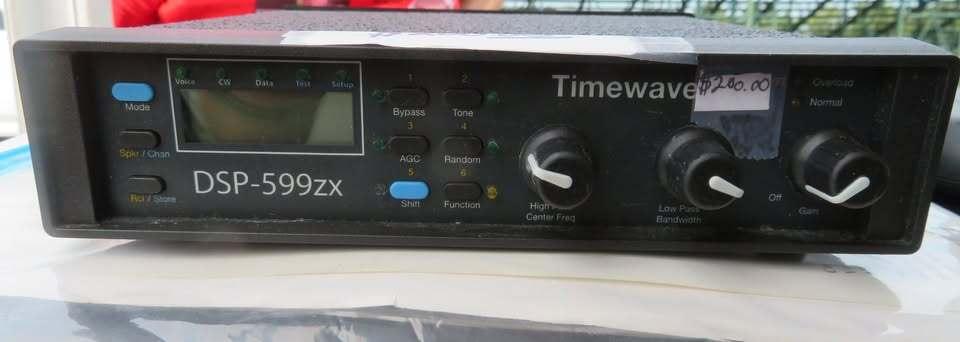 Voice CW Data Test Setup
Mode
Spkr / Chan
Rcl / Store
DSP-599zx
1 2
Bypass Tone
3 4
AGC Random
5 6
Shift Function
Timewave
$200.00
Overload
Normal
High
Center Freq
Low Pass
Bandwidth
Off
Gain